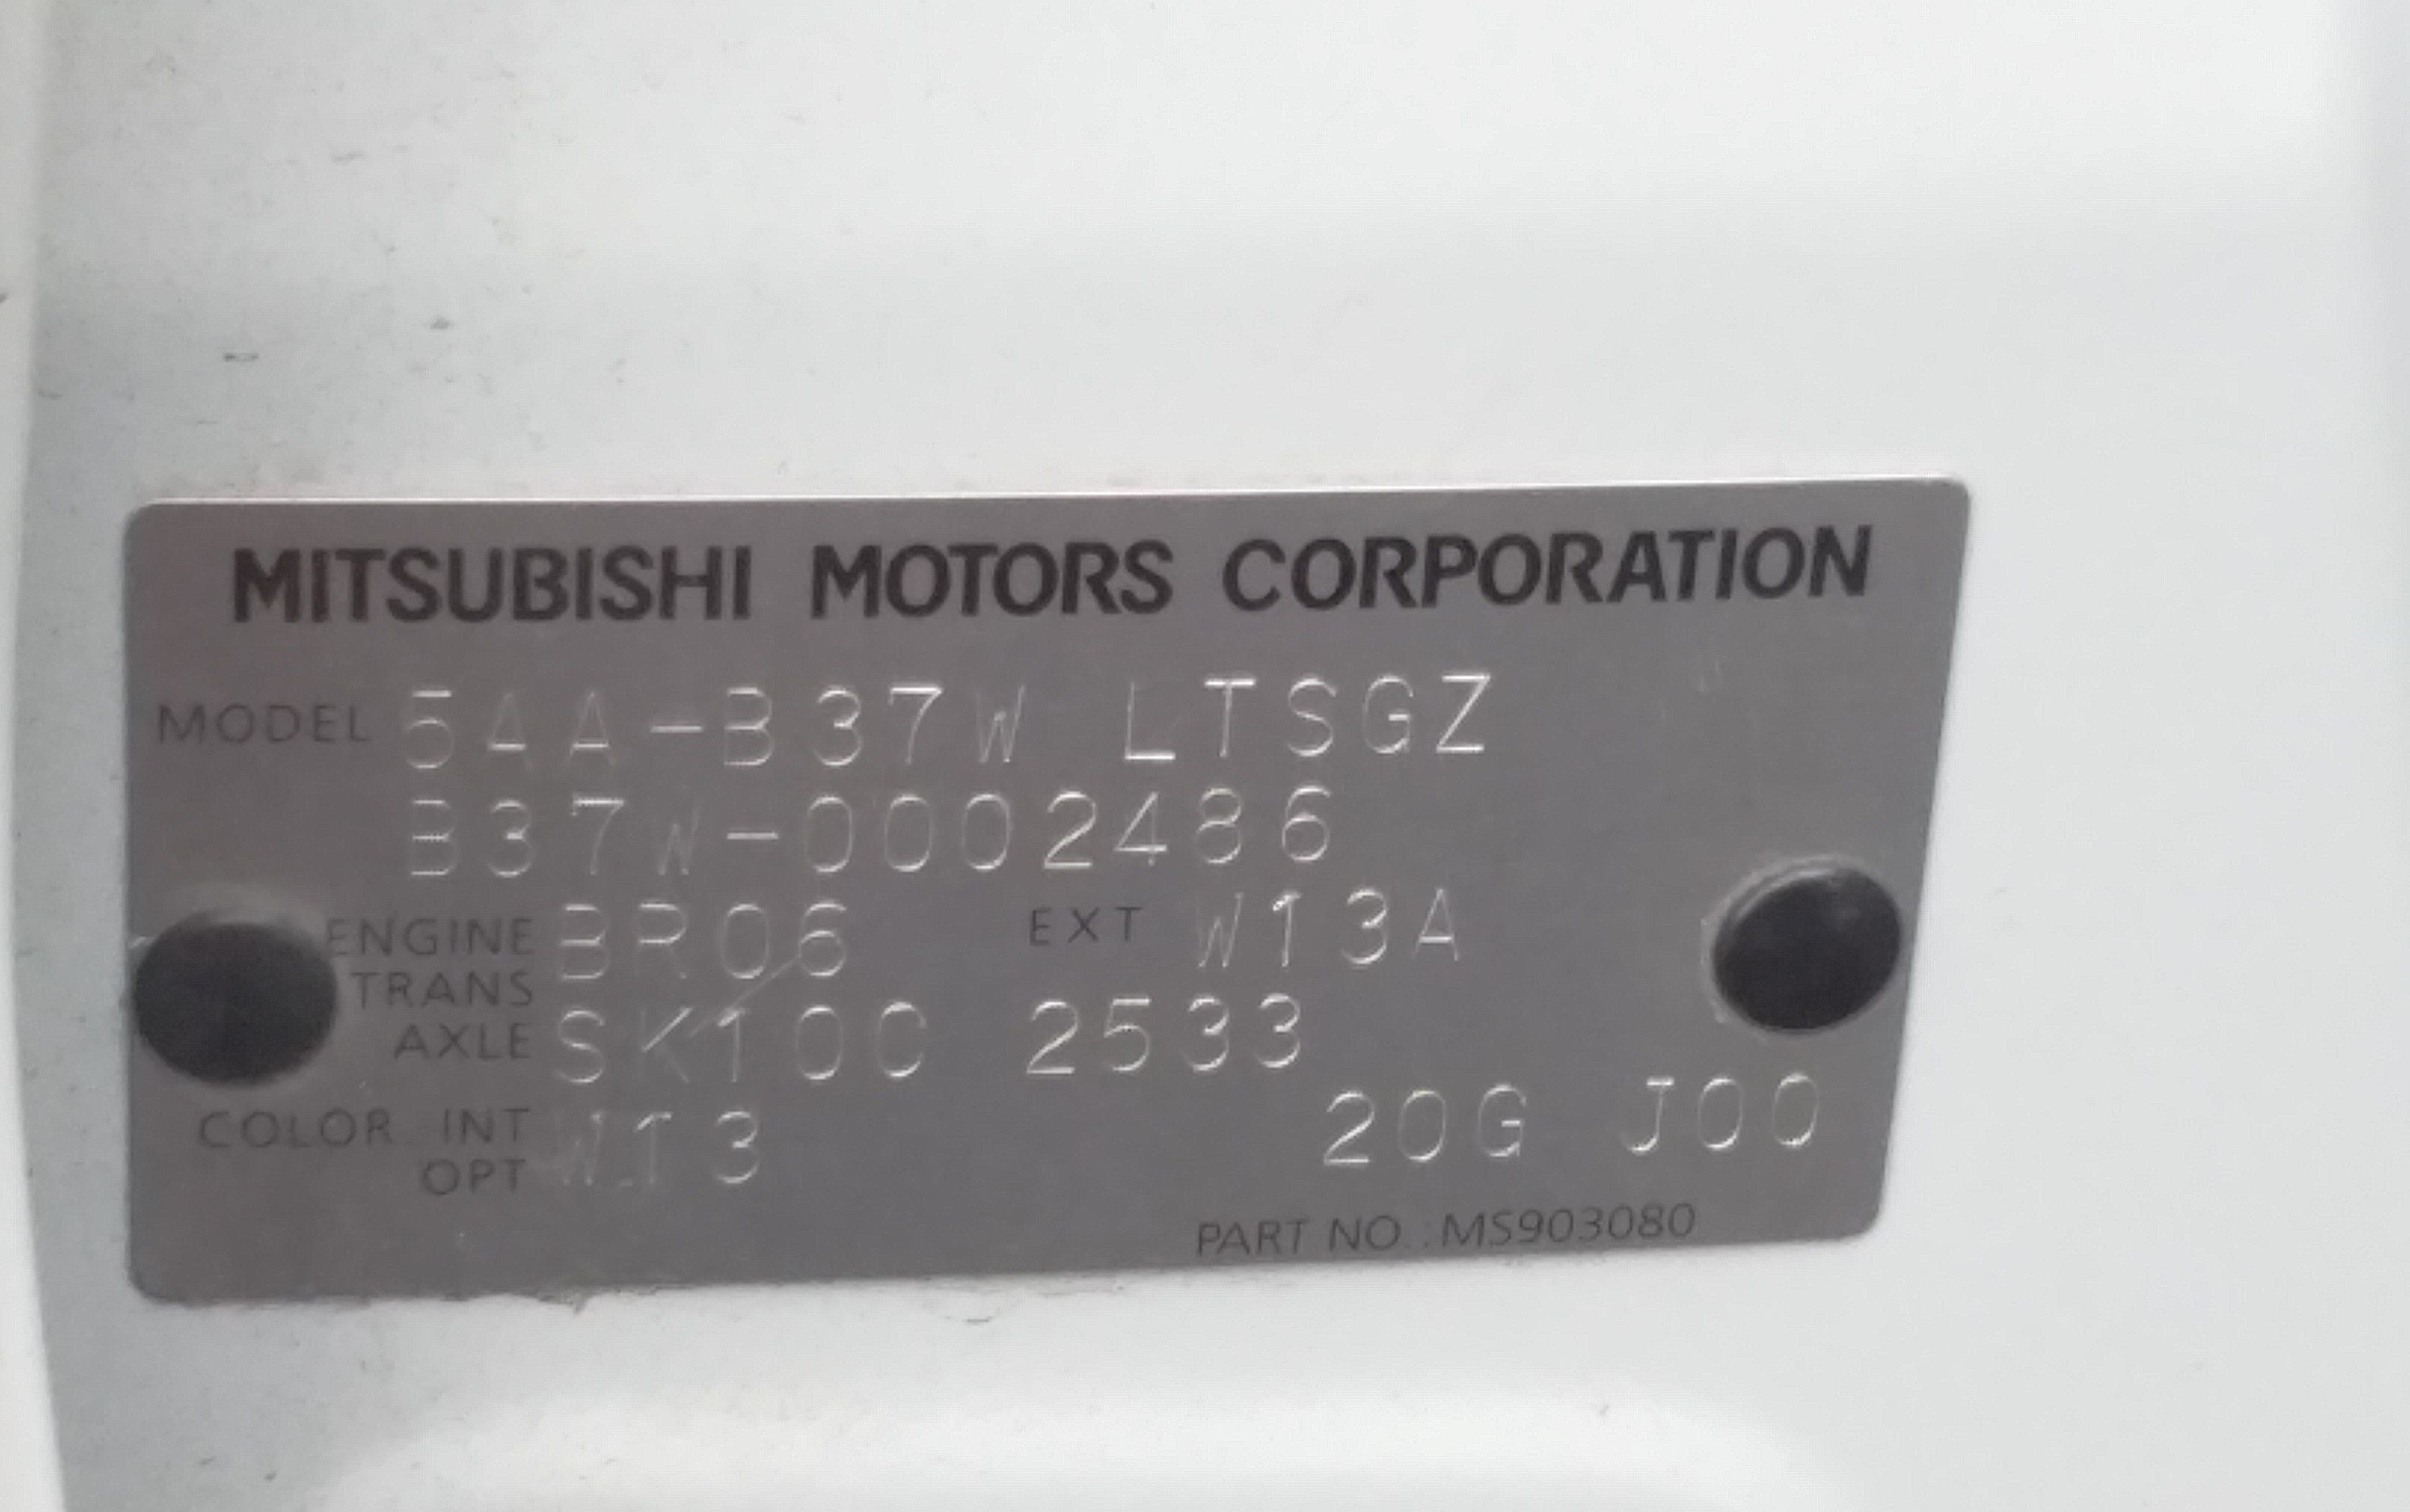 MITSUBISHI MOTORS CORPORATION
MODEL 5AA-B37W LTSGZ
B37W-0002486
ENGINE BR06 EXT W13A
TRANS
AXLE SK10C 2533
COLOR INT W13 20G J00
OPT
PART NO.:MS903080